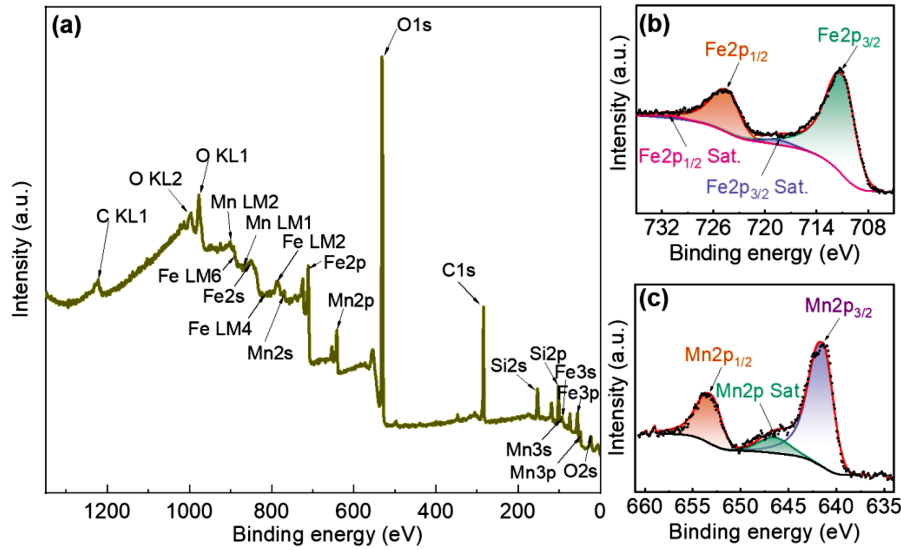 (a)
O1s
O KL1
O KL2
Mn LM2
C KL1
Mn LM1
Fe LM2
Fe LM6
Fe2s
Fe2p
Fe LM4
Mn2s
Mn2p
C1s
Si2p
Si2s
Fe3s
Fe3p
Mn3s
Mn3p
O2s
Intensity (a.u.)
1200 1000 800 600 400 200 0
Binding energy (eV)
(b)
Fe2p3/2
Fe2p1/2
Fe2p1/2 Sat.
Fe2p3/2 Sat.
Intensity (a.u.)
732 726 720 714 708
Binding energy (eV)
(c)
Mn2p3/2
Mn2p1/2
Mn2p Sat.
Intensity (a.u.)
660 655 650 645 640 635
Binding energy (eV)